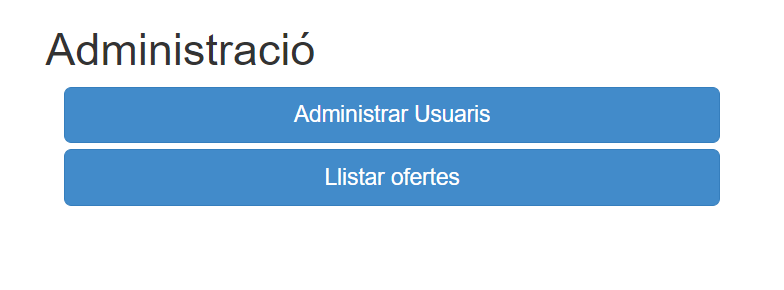 Administració
Administrar Usuaris
Llistar ofertes